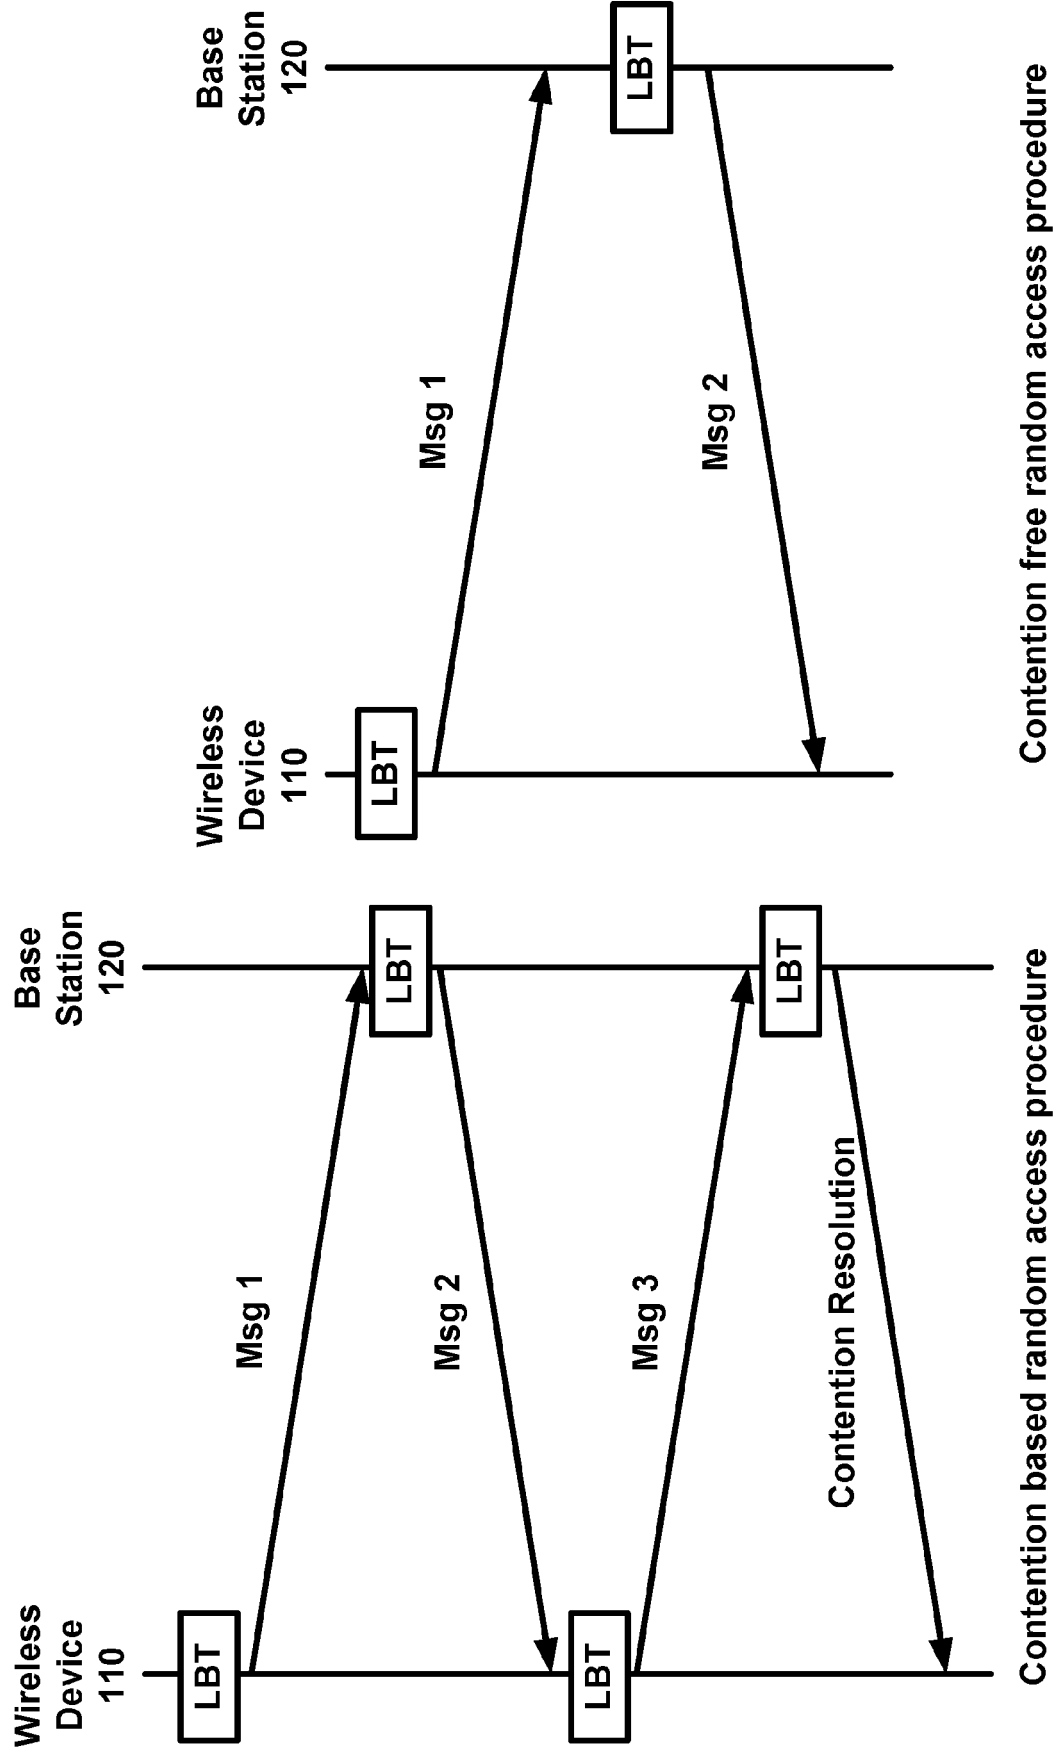 Wireless
Device
110
Base
Station
120
LBT
Msg 1
LBT
Msg 2
LBT
Msg 3
LBT
Contention Resolution
Contention based random access procedure
Wireless
Device
110
Base
Station
120
LBT
Msg 1
LBT
Msg 2
Contention free random access procedure